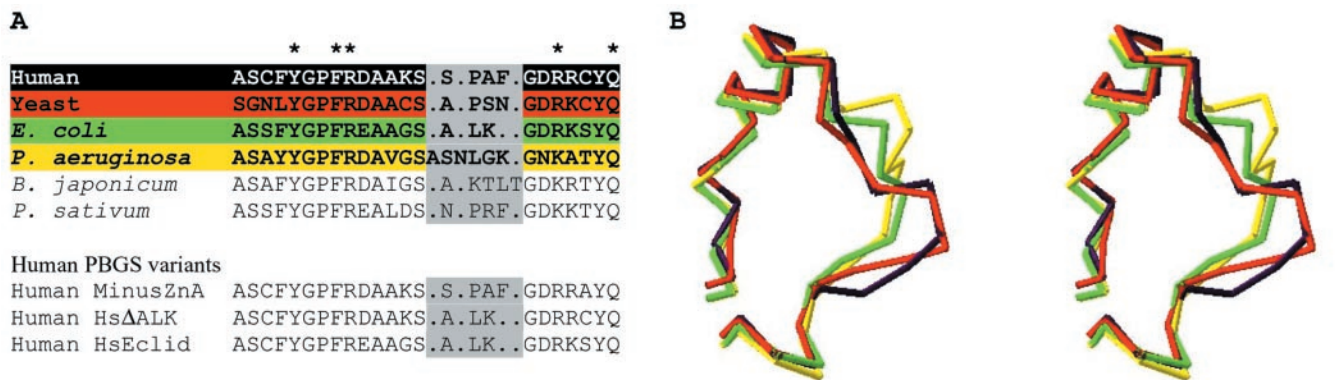 A
B
* ** * *
Human ASCFYGPFRDAAKS.S.PAF.GDRRCYQ
Yeast SGNLYGPFRDAACS.A.PSN.GDRKCYQ
E. coli ASSFYGPFREAAGS.A.LK..GDRKSYQ
P. aeruginosa ASAYYGPFRDAVGSASNLGK.GNKATYQ
B. japonicum ASAFYGPFRDAIGS.A.KTLTGDKRTYQ
P. sativum ASSFYGPFREALDS.N.PRF.GDKKTYQ
Human PBGS variants
Human MinusZnA ASCFYGPFRDAAKS.S.PAF.GDRRAYQ
Human HsΔALK ASCFYGPFRDAAKS.A.LK..GDRRCYQ
Human HsEclid ASCFYGPFREAAGS.A.LK..GDRKSYQ